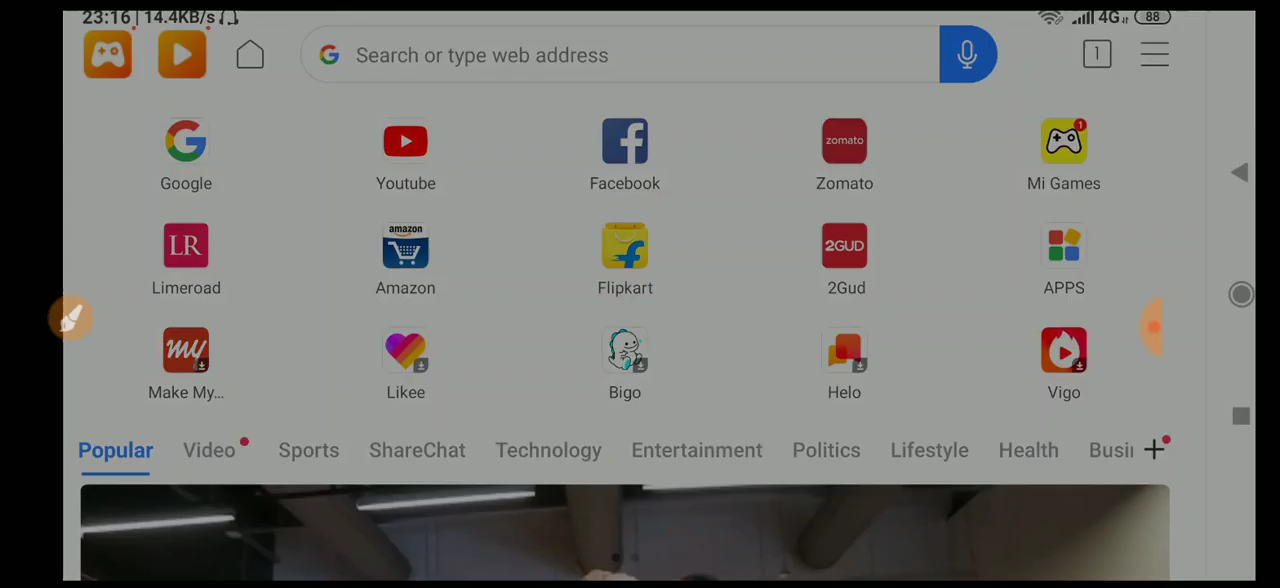 23:16 | 14.4KB/s
4G 88
Search or type web address
1
zomato
1
Google Youtube Facebook Zomato Mi Games
LR amazon 2GUD
Limeroad Amazon Flipkart 2Gud APPS
my
Make My... Likee Bigo Helo Vigo
Popular Video Sports ShareChat Technology Entertainment Politics Lifestyle Health Busii +